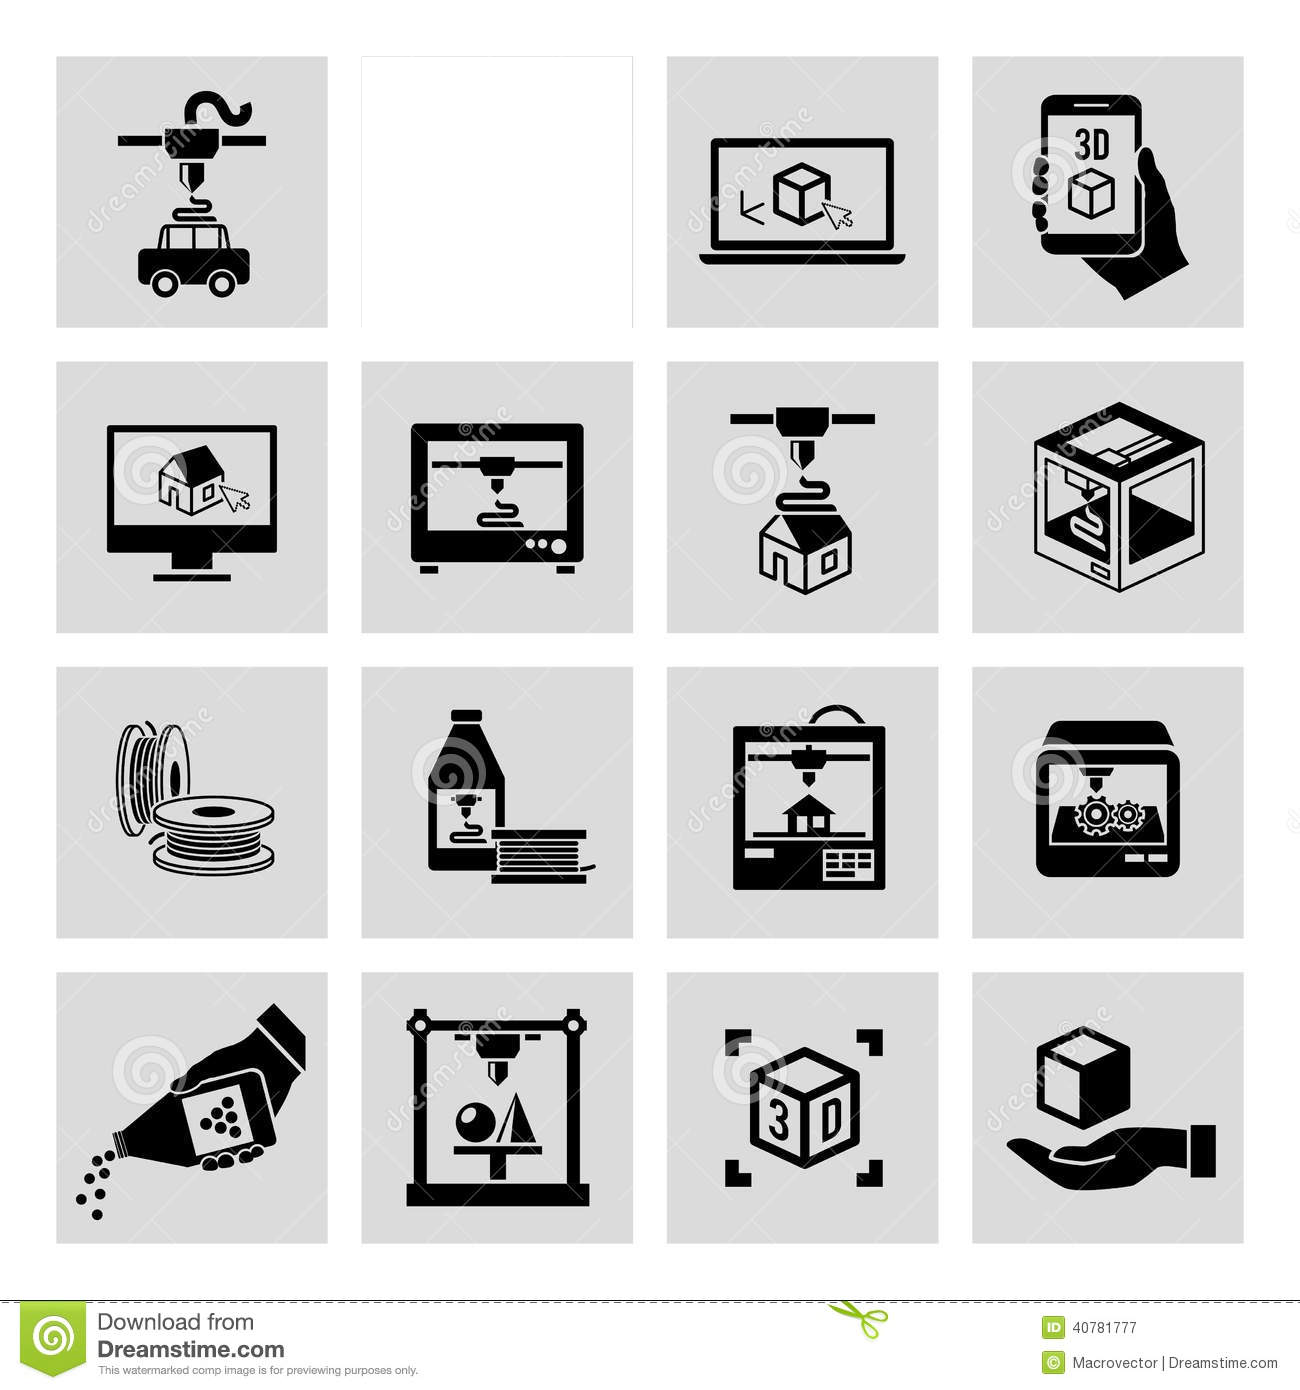 3D
3 D
Download from
Dreamstime.com
This watermarked comp image is for previewing purposes only.
ID 40781777
© Macrovector | Dreamstime.com
dreamstime